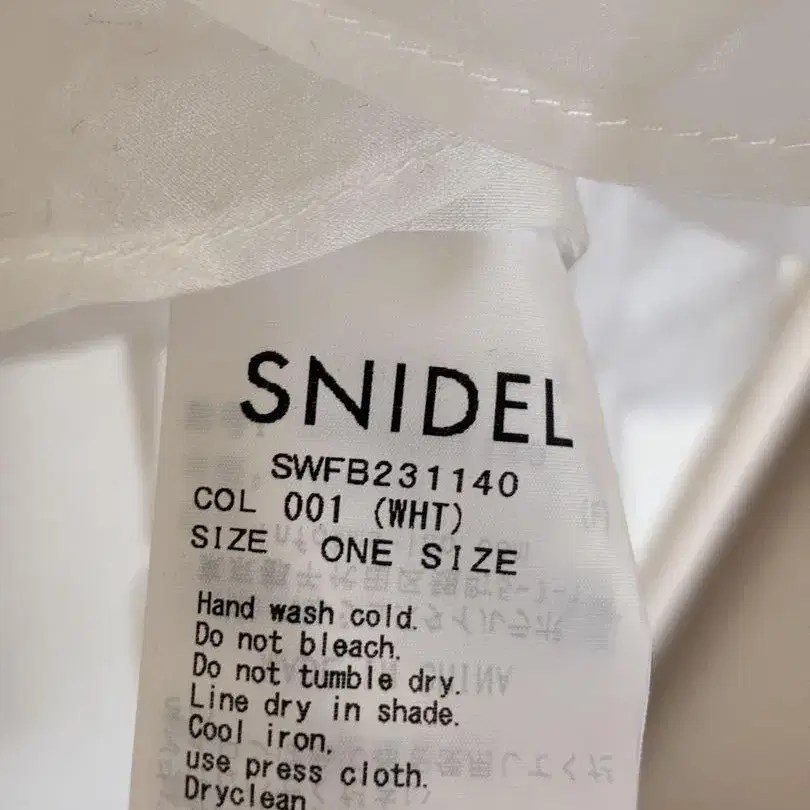 SNIDEL
SWFB231140
COL 001 (WHT)
SIZE ONE SIZE
Hand wash cold.
Do not bleach.
Do not tumble dry.
Line dry in shade.
Cool iron.
use press cloth.
Dryclean